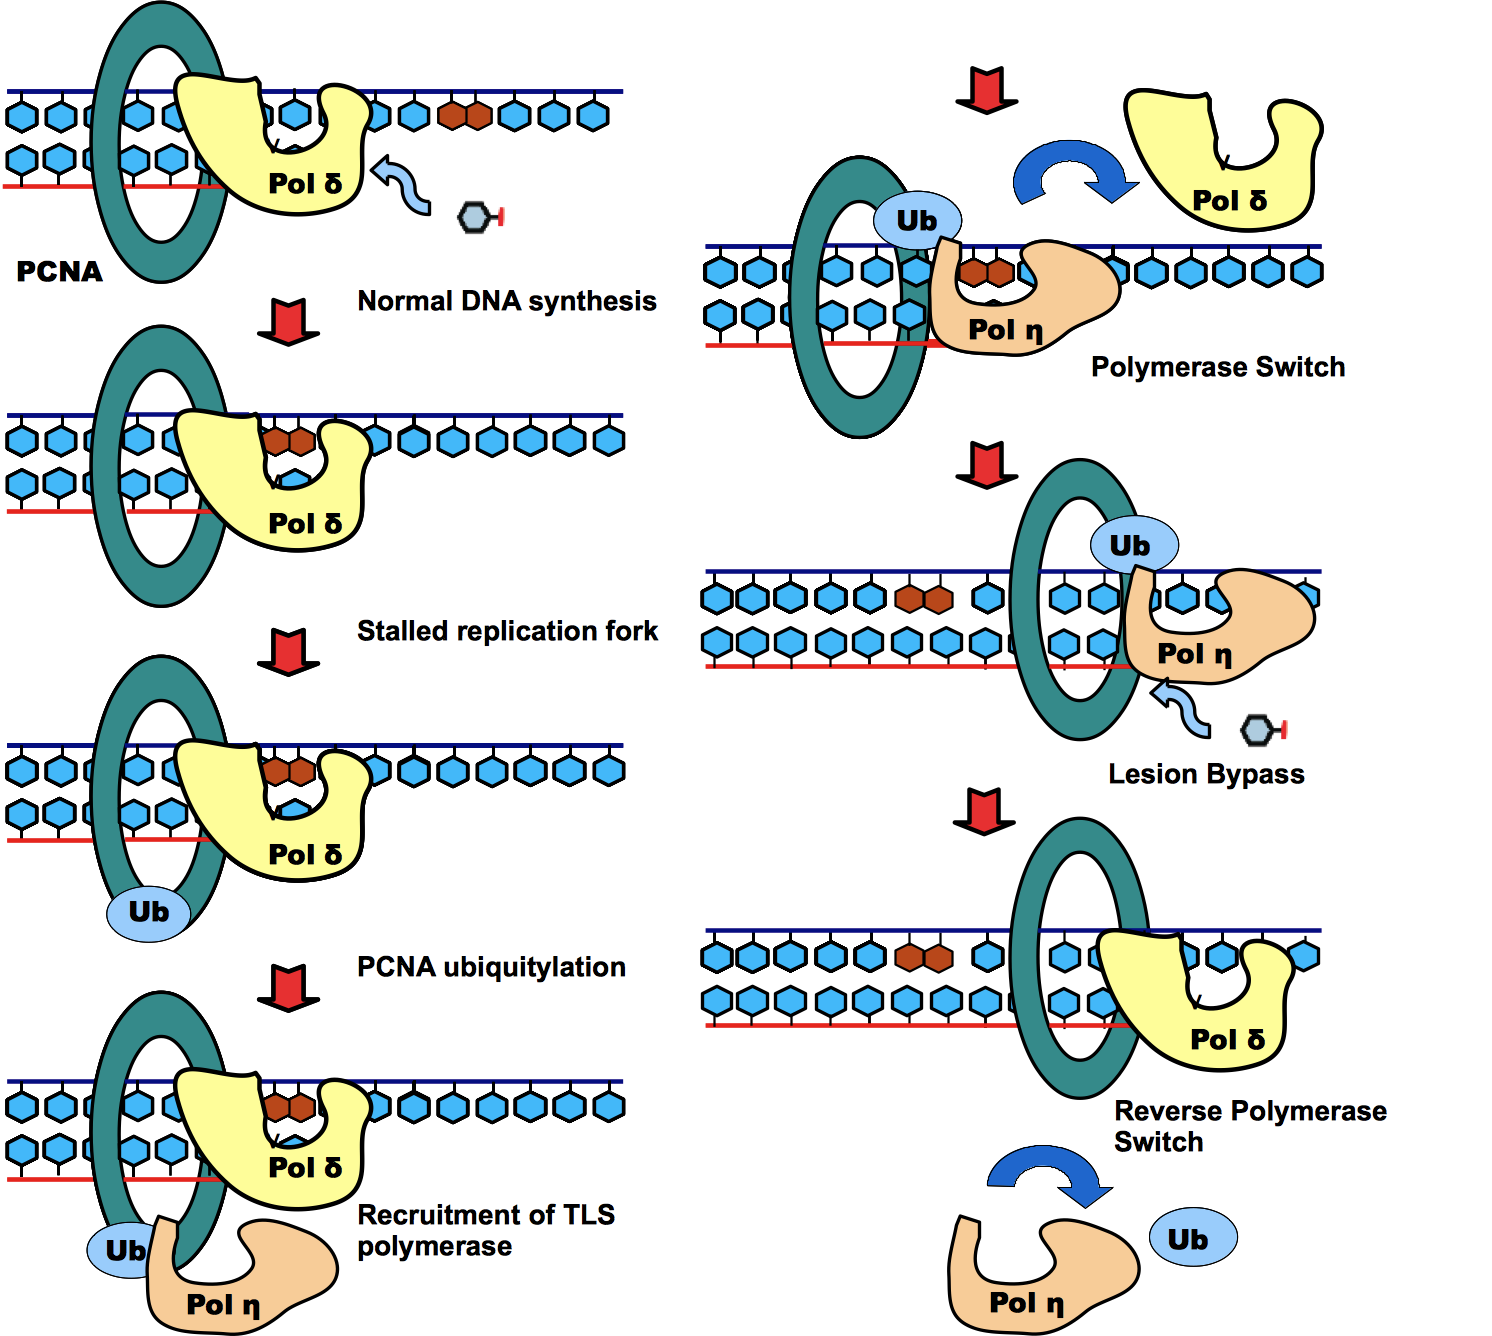 Pol δ
PCNA
Normal DNA synthesis
Pol δ
Stalled replication fork
Pol δ
Ub
PCNA ubiquitylation
Pol δ
Recruitment of TLS
polymerase
Ub
Pol η
Pol δ
Ub
Pol η
Polymerase Switch
Ub
Pol η
Lesion Bypass
Pol δ
Reverse Polymerase
Switch
Ub
Pol η